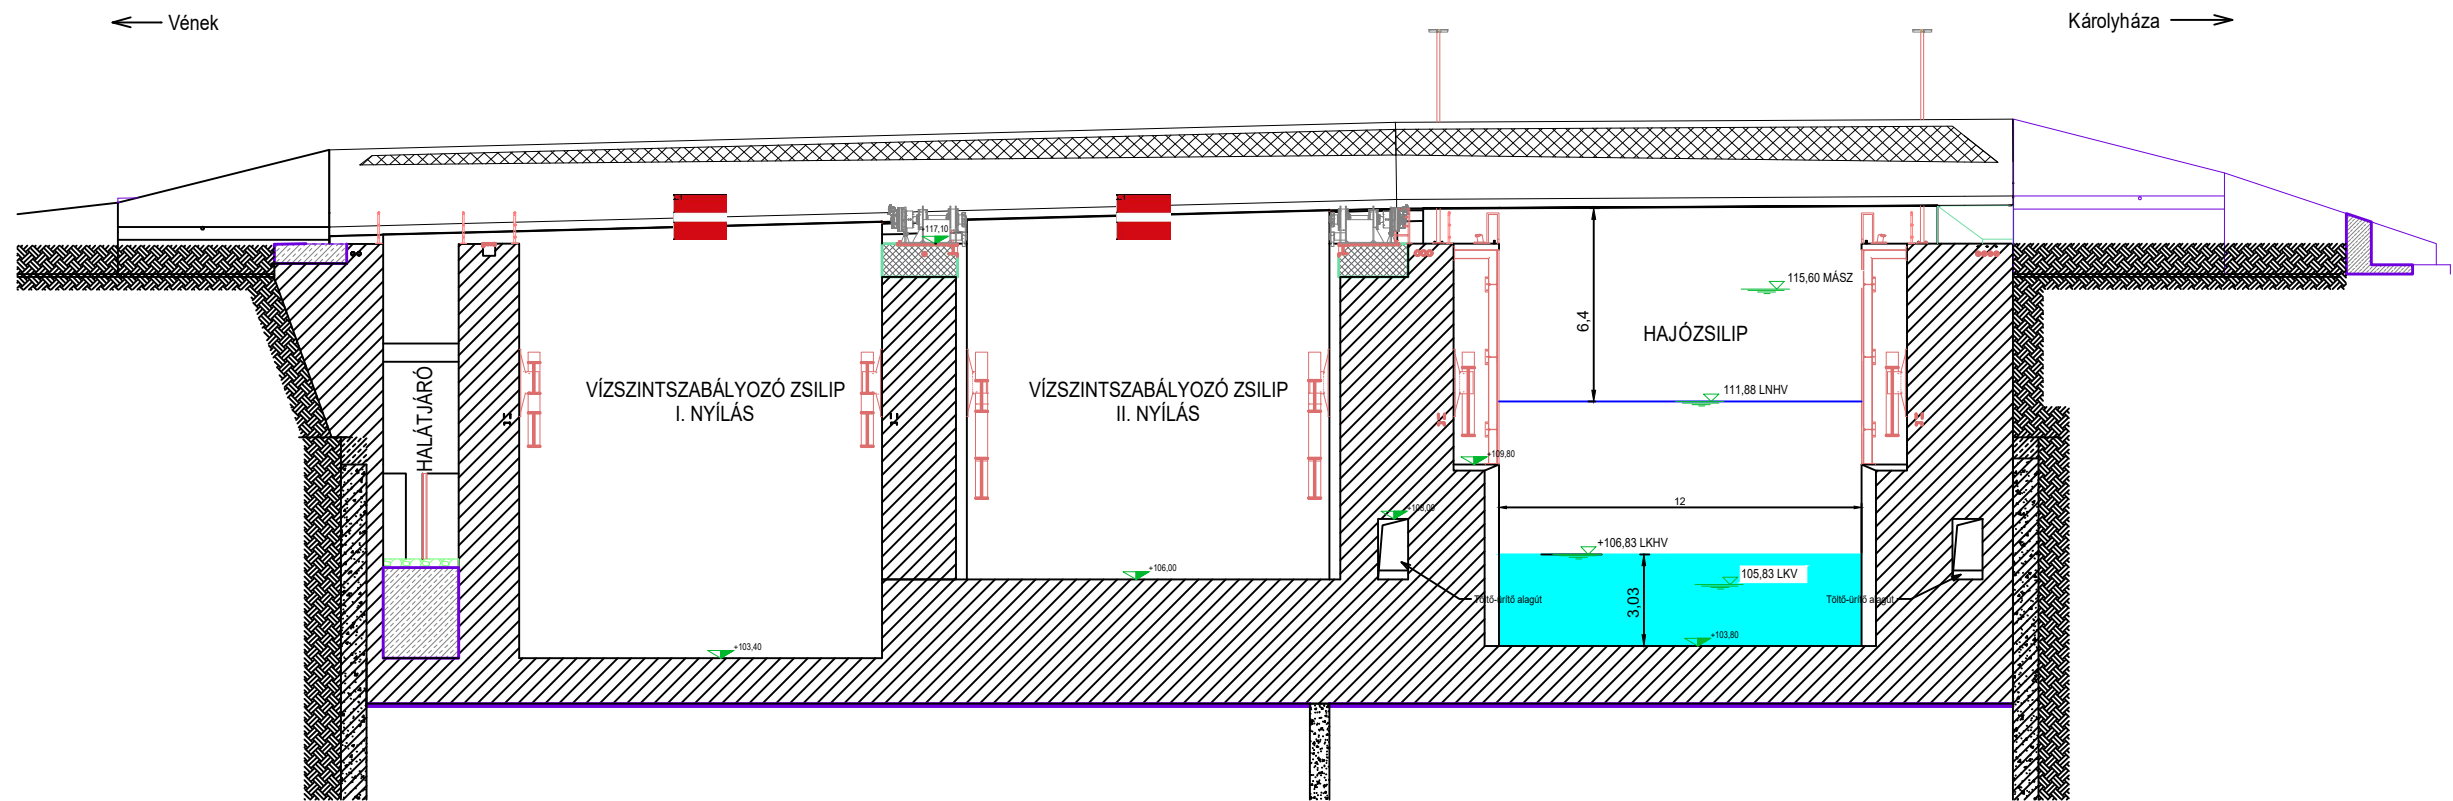 Vének
Károlyháza
+117,10
115,60 MÁSZ
6,4
HAJÓZSILIP
HALÁTJÁRÓ
VÍZSZINTSZABÁLYOZÓ ZSILIP
I. NYÍLÁS
VÍZSZINTSZABÁLYOZÓ ZSILIP
II. NYÍLÁS
111,88 LNHV
+109,80
12
+108,00
+106,83 LKHV
+106,00
105,83 LKV
3,03
Töltő-ürítő alagút
Töltő-ürítő alagút
+103,80
+103,40